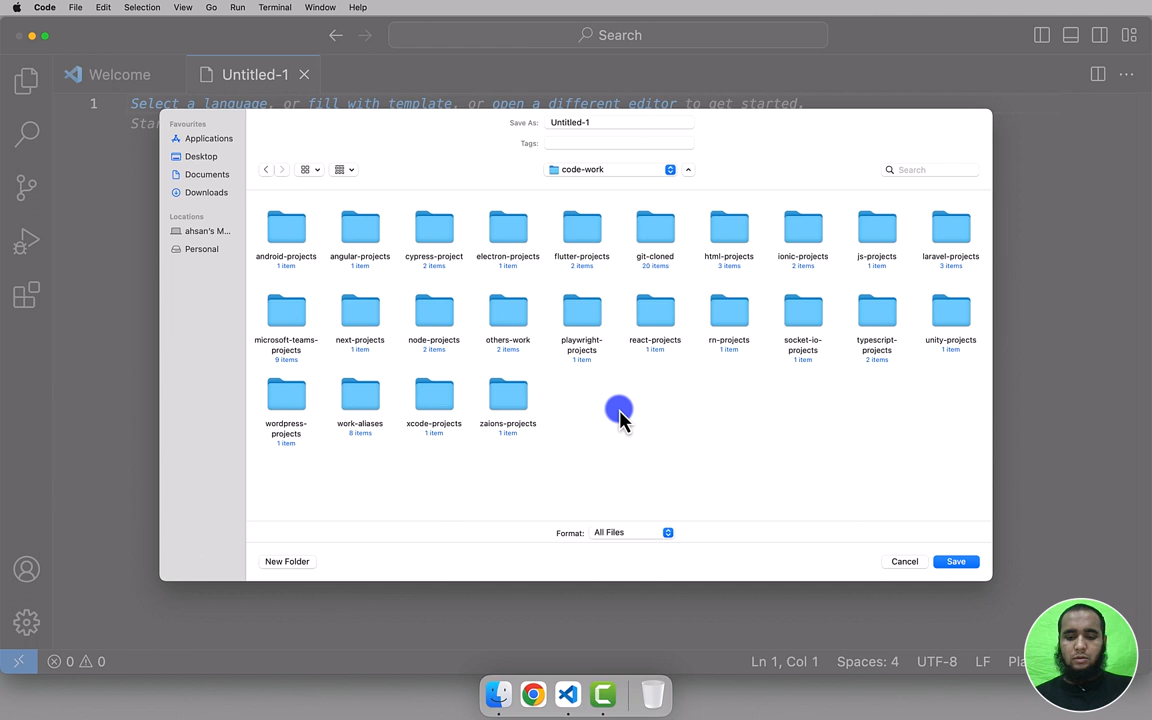 Code File Edit Selection View Go Run Terminal Window Help
Search
Welcome Untitled-1
1 Select a language, or fill with template, or open a different editor to get started.
Sta
Save As: Untitled-1
Tags:
code-work
Search
Favourites
Applications
Desktop
Documents
Downloads
Locations
ahsan's M...
Personal
android-projects angular-projects cypress-project electron-projects flutter-projects git-cloned html-projects ionic-projects js-projects laravel-projects
1 item 1 item 2 items 1 item 2 items 20 items 3 items 2 items 1 item 3 items
microsoft-teams-projects next-projects node-projects others-work playwright-projects react-projects rn-projects socket-io-projects typescript-projects unity-projects
9 items 1 item 2 items 2 items 1 item 1 item 1 item 1 item 2 items 1 item
wordpress-projects work-aliases xcode-projects zaions-projects
1 item 8 items 1 item 1 item
Format: All Files
New Folder Cancel Save
0 0 Ln 1, Col 1 Spaces: 4 UTF-8 LF Pla